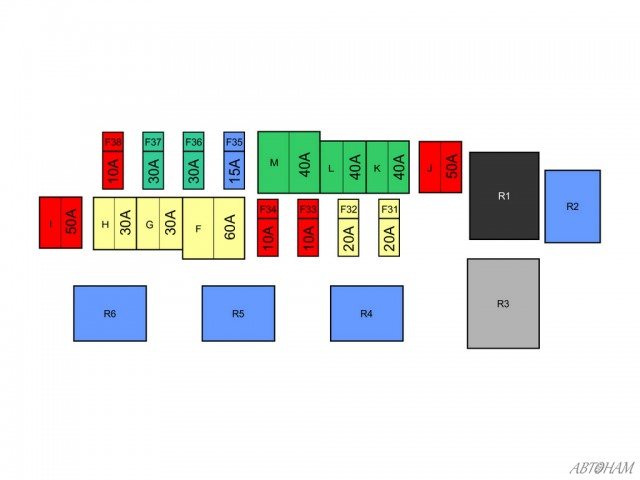 F38 F37 F36 F35
10A 30A 30A 15A
M 40A L 40A K 40A J 50A
R1 R2
I 50A H 30A G 30A F 60A
F34 F33 F32 F31
10A 10A 20A 20A
R3
R6 R5 R4
АВТОНАМ